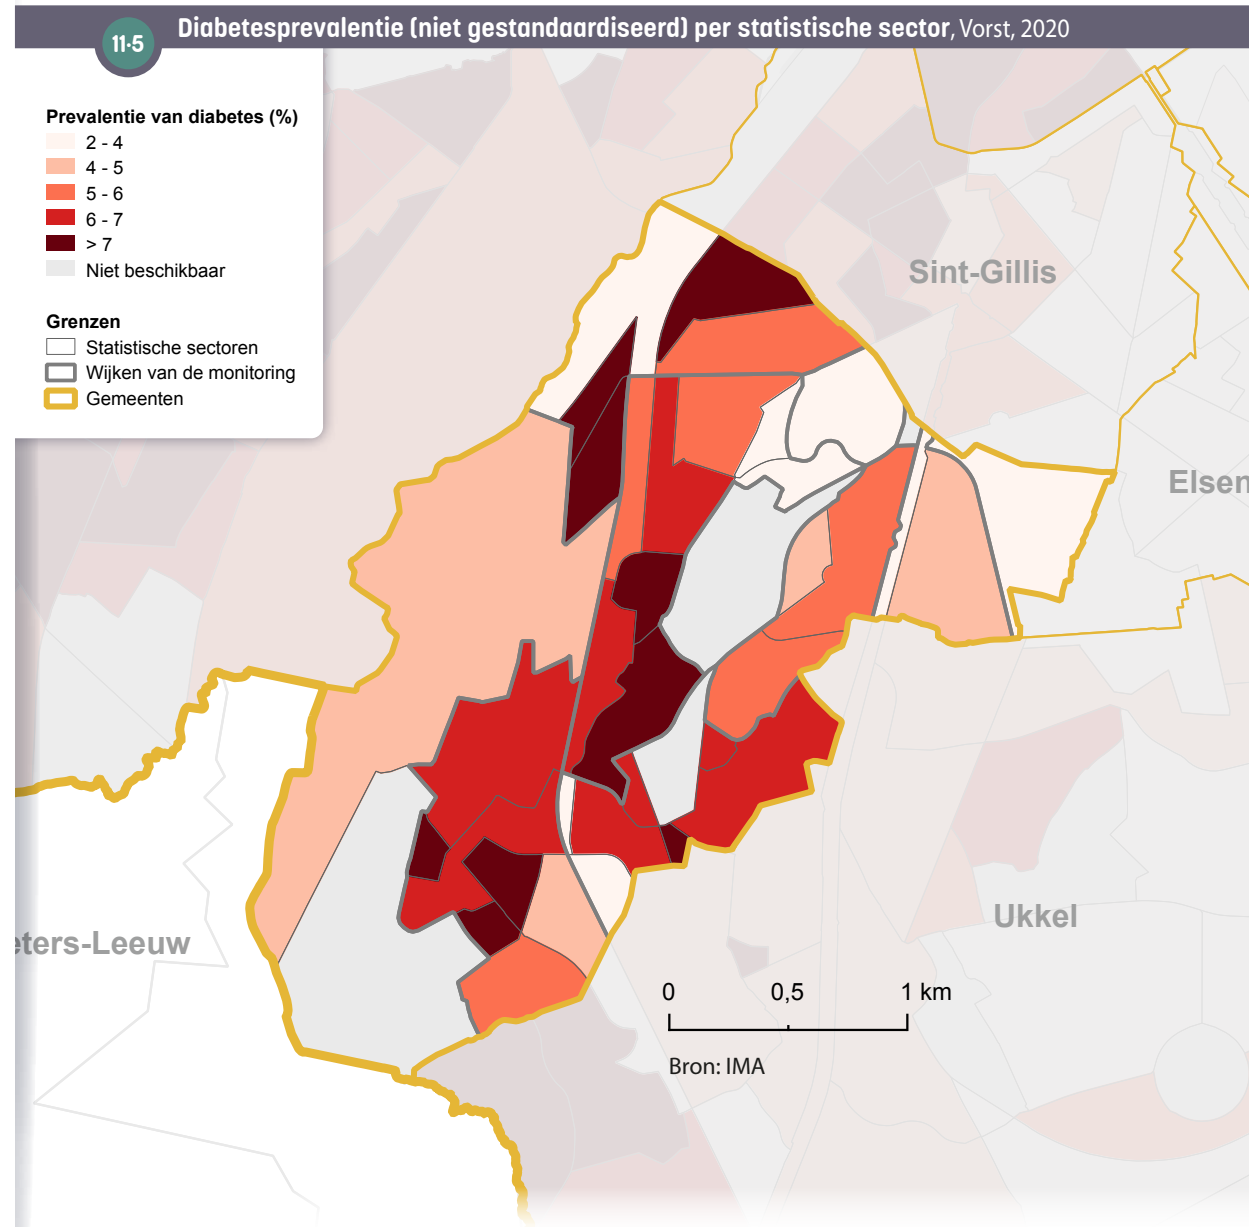 11·5
Diabetesprevalentie (niet gestandaardiseerd) per statistische sector, Vorst, 2020
Prevalentie van diabetes (%)
2 - 4
4 - 5
5 - 6
6 - 7
> 7
Niet beschikbaar
Grenzen
Statistische sectoren
Wijken van de monitoring
Gemeenten
Sint-Gillis
Elsen
Ukkel
eters-Leeuw
0 0,5 1 km
Bron: IMA